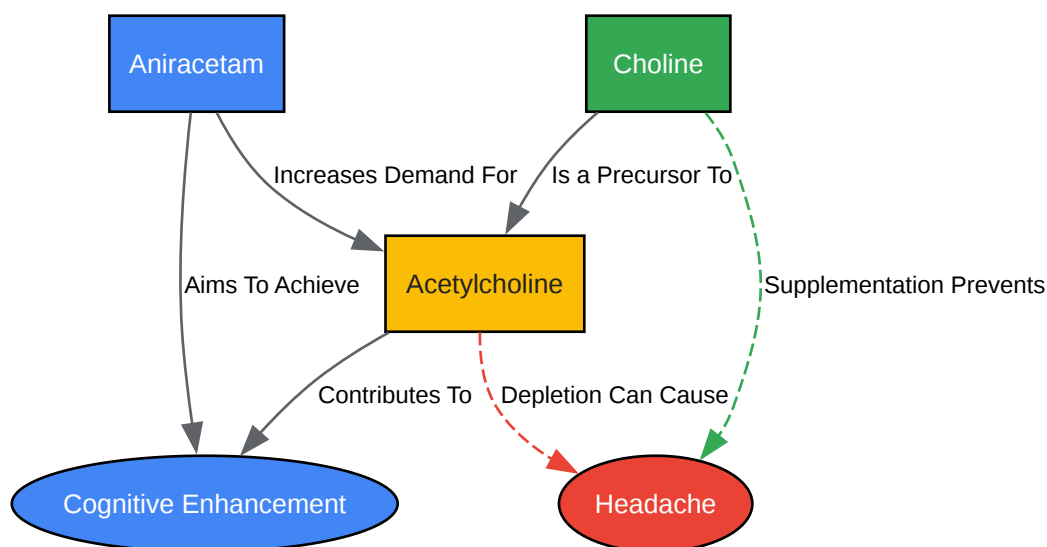 Aniracetam
Choline
Increases Demand For
Is a Precursor To
Aims To Achieve
Acetylcholine
Supplementation Prevents
Contributes To
Depletion Can Cause
Cognitive Enhancement
Headache